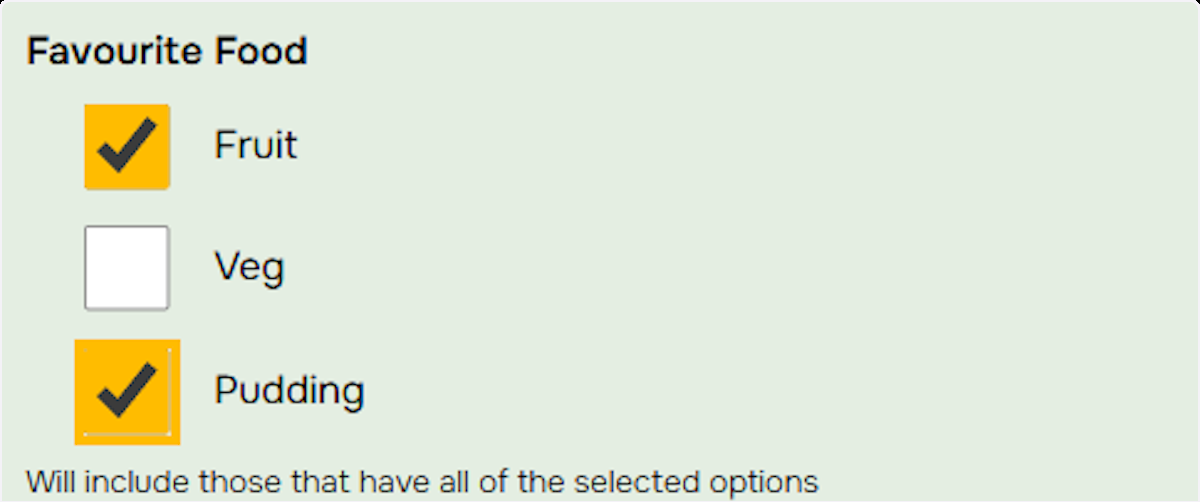 Favourite Food
Fruit
Veg
Pudding
Will include those that have all of the selected options